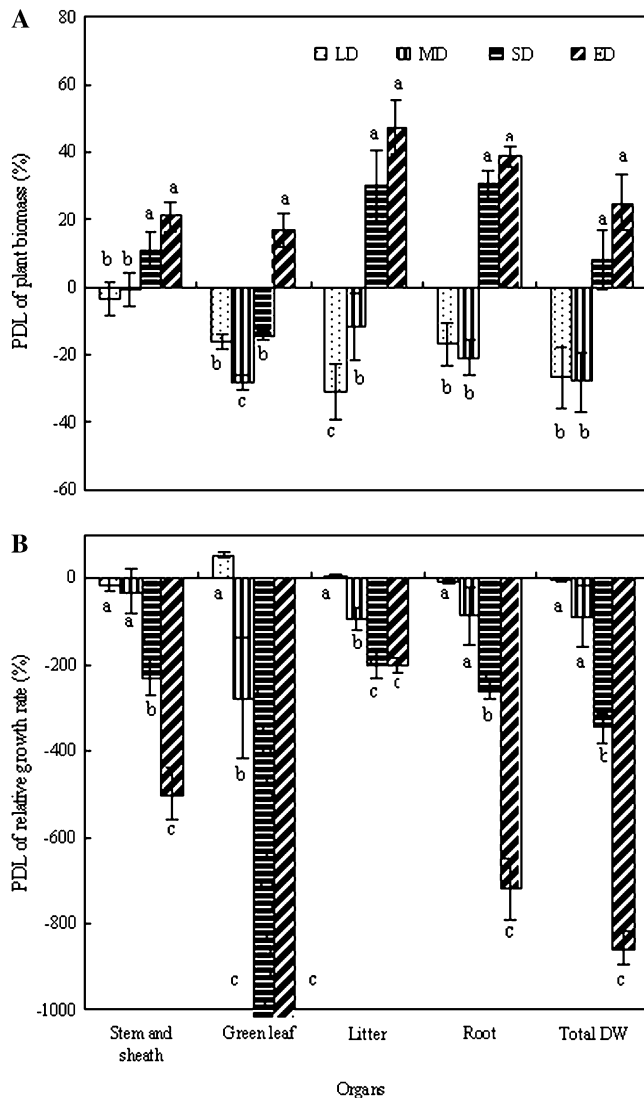 A
80
LD MD SD ED
60
40
20
0
-20
-40
-60
PDL of plant biomass (%)
b b a a
b c b a
c b a a
b b a a
b b a a
B
0
-200
-400
-600
-800
-1000
PDL of relative growth rate (%)
a a b c
a b c c
a b c c
a a b c
a a b c
Stem and sheath
Green leaf
Litter
Root
Total DW
Organs